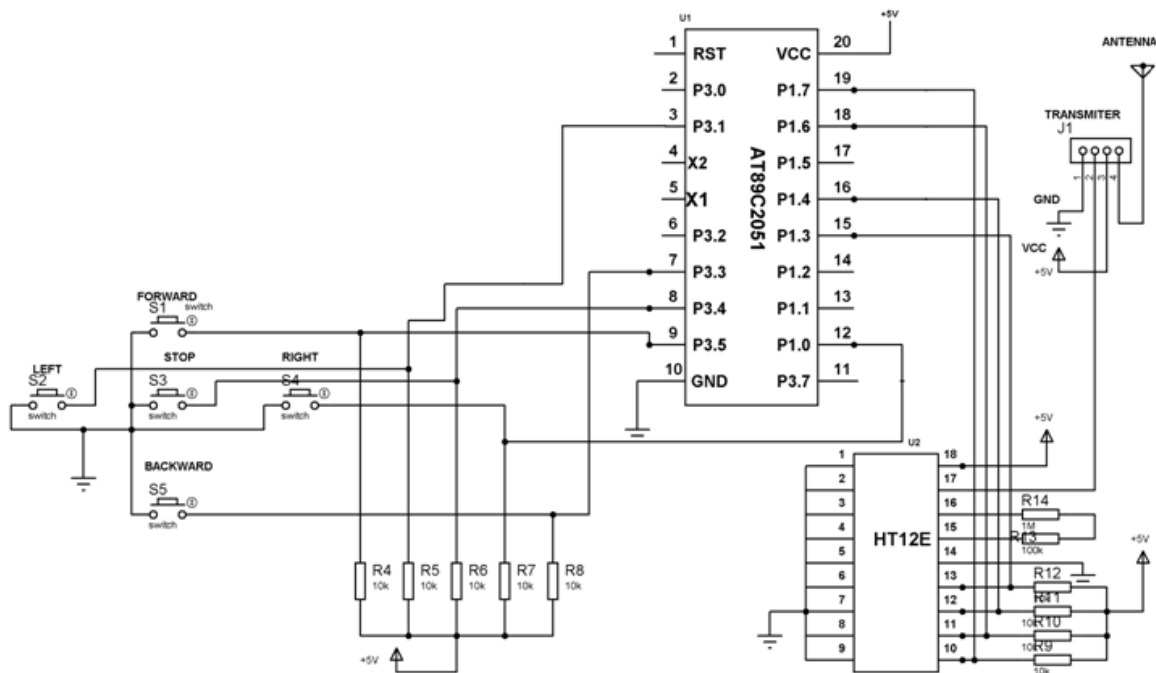 U1
+5V
ANTENNA
1 RST VCC 20
2 P3.0 P1.7 19
3 P3.1 P1.6 18
4 X2 P1.5 17
5 X1 P1.4 16
6 P3.2 P1.3 15
7 P3.3 P1.2 14
8 P3.4 P1.1 13
9 P3.5 P1.0 12
10 GND P3.7 11
AT89C2051
TRANSMITER
J1
1 2 3 4
GND
VCC
+5V
FORWARD
S1 switch
LEFT
S2
switch
STOP
S3
switch
RIGHT
S4
switch
BACKWARD
S5
switch
R4
10k
R5
10k
R6
10k
R7
10k
R8
10k
+5V
U2
+5V
HT12E
1 18
2 17
3 16
4 15
5 14
6 13
7 12
8 11
9 10
R14
1M
R13
100k
+5V
R12
R11
R10
R9
10k